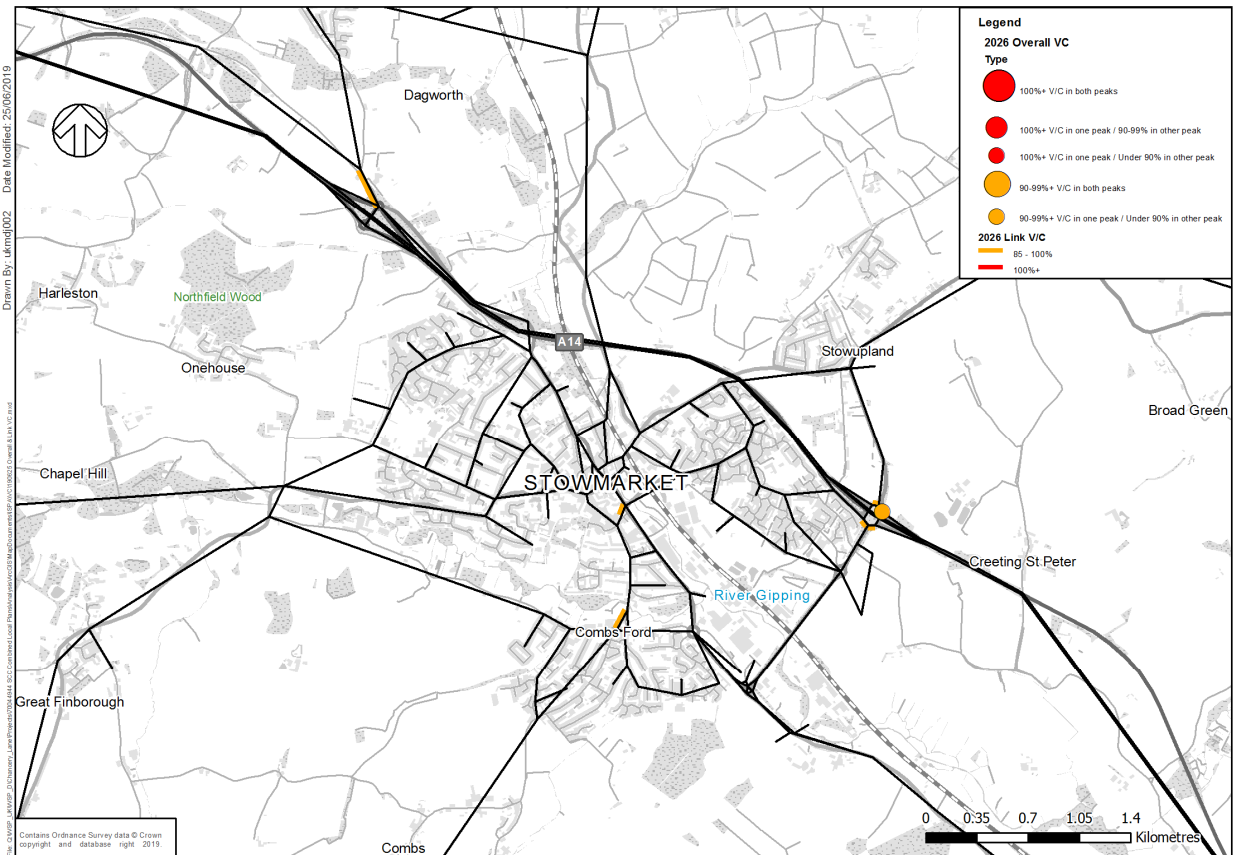 Legend
2026 Overall VC
Type
100%+ V/C in both peaks
100%+ V/C in one peak / 90-99% in other peak
100%+ V/C in one peak / Under 90% in other peak
90-99%+ V/C in both peaks
90-99%+ V/C in one peak / Under 90% in other peak
2026 Link V/C
85 - 100%
100%+
Date Modified: 25/06/2019
Drawn By: ukmdj002
Dagworth
Harleston
Northfield Wood
A14
Stowupland
Onehouse
Broad Green
Chapel Hill
STOWMARKET
Creeting St Peter
River Gipping
Combs Ford
Great Finborough
Combs
0 0.35 0.7 1.05 1.4
Kilometres
Contains Ordnance Survey data © Crown
copyright and database right 2019.